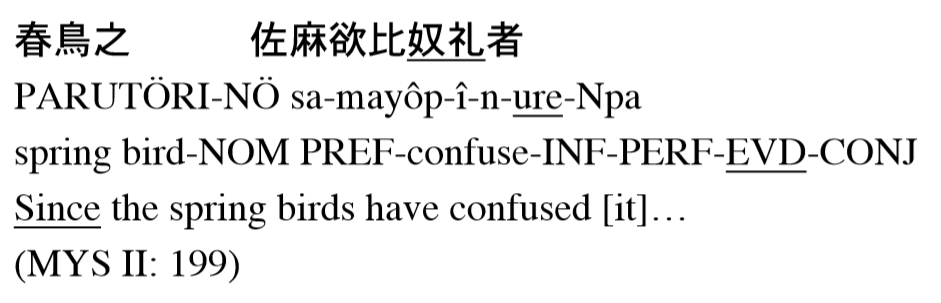 春鳥之 佐麻欲比奴礼者
PARUTÖRI-NÖ sa-mayôp-î-n-ure-Npa
spring bird-NOM PREF-confuse-INF-PERF-EVD-CONJ
Since the spring birds have confused [it]…
(MYS II: 199)